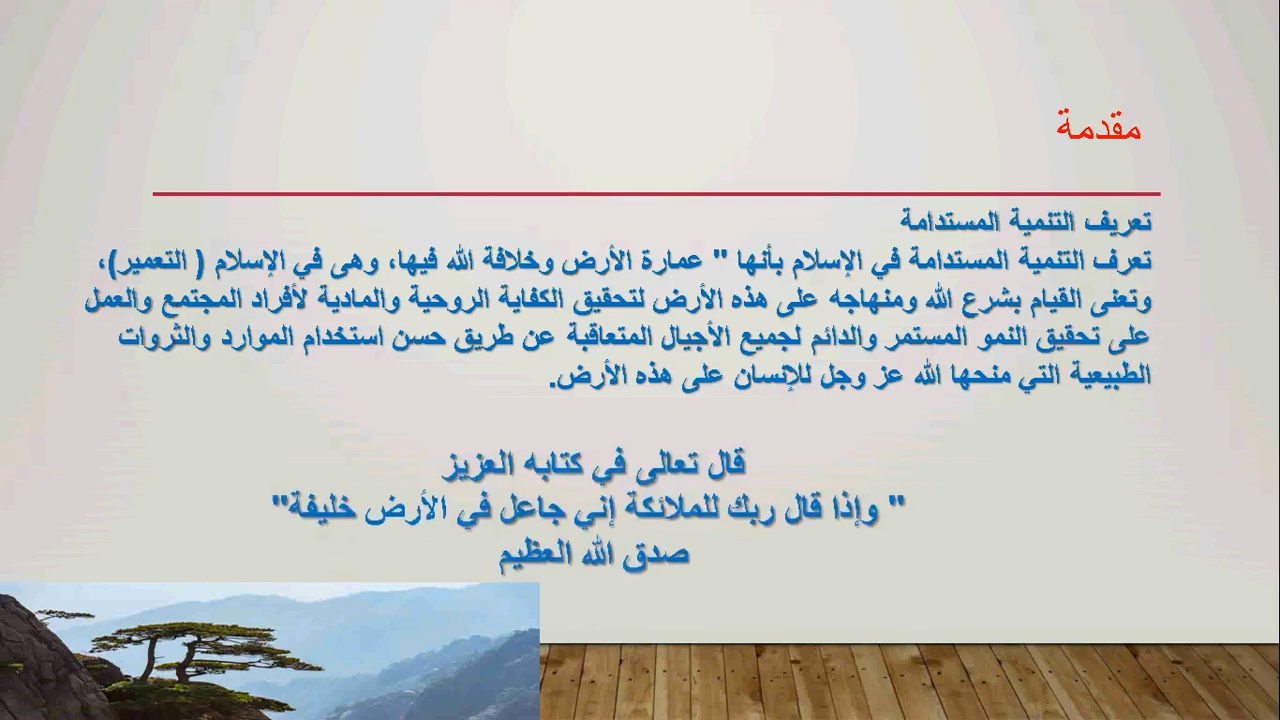 مقدمة
تعريف التنمية المستدامة
تعرف التنمية المستدامة في الإسلام بأنها " عمارة الأرض وخلافة الله فيها، وهى في الإسلام ( التعمير)،
وتعنى القيام بشرع الله ومنهاجه على هذه الأرض لتحقيق الكفاية الروحية والمادية لأفراد المجتمع والعمل
على تحقيق النمو المستمر والدائم لجميع الأجيال المتعاقبة عن طريق حسن استخدام الموارد والثروات
الطبيعية التي منحها الله عز وجل للإنسان على هذه الأرض.
قال تعالى في كتابه العزيز
" وإذا قال ربك للملائكة إني جاعل في الأرض خليفة"
صدق الله العظيم